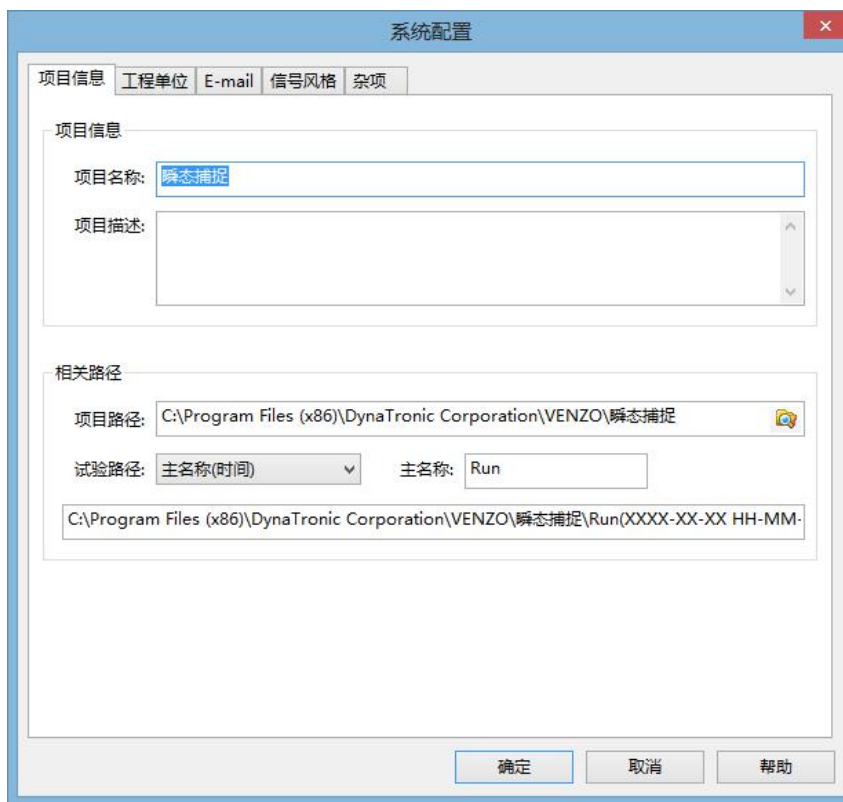 系统配置
项目信息 工程单位 E-mail 信号风格 杂项
项目信息
项目名称: 瞬态捕捉
项目描述:
相关路径
项目路径: C:\Program Files (x86)\DynaTronic Corporation\VENZO\瞬态捕捉
试验路径: 主名称(时间) 主名称: Run
C:\Program Files (x86)\DynaTronic Corporation\VENZO\瞬态捕捉\Run(XXXX-XX-XX HH-MM-
确定 取消 帮助